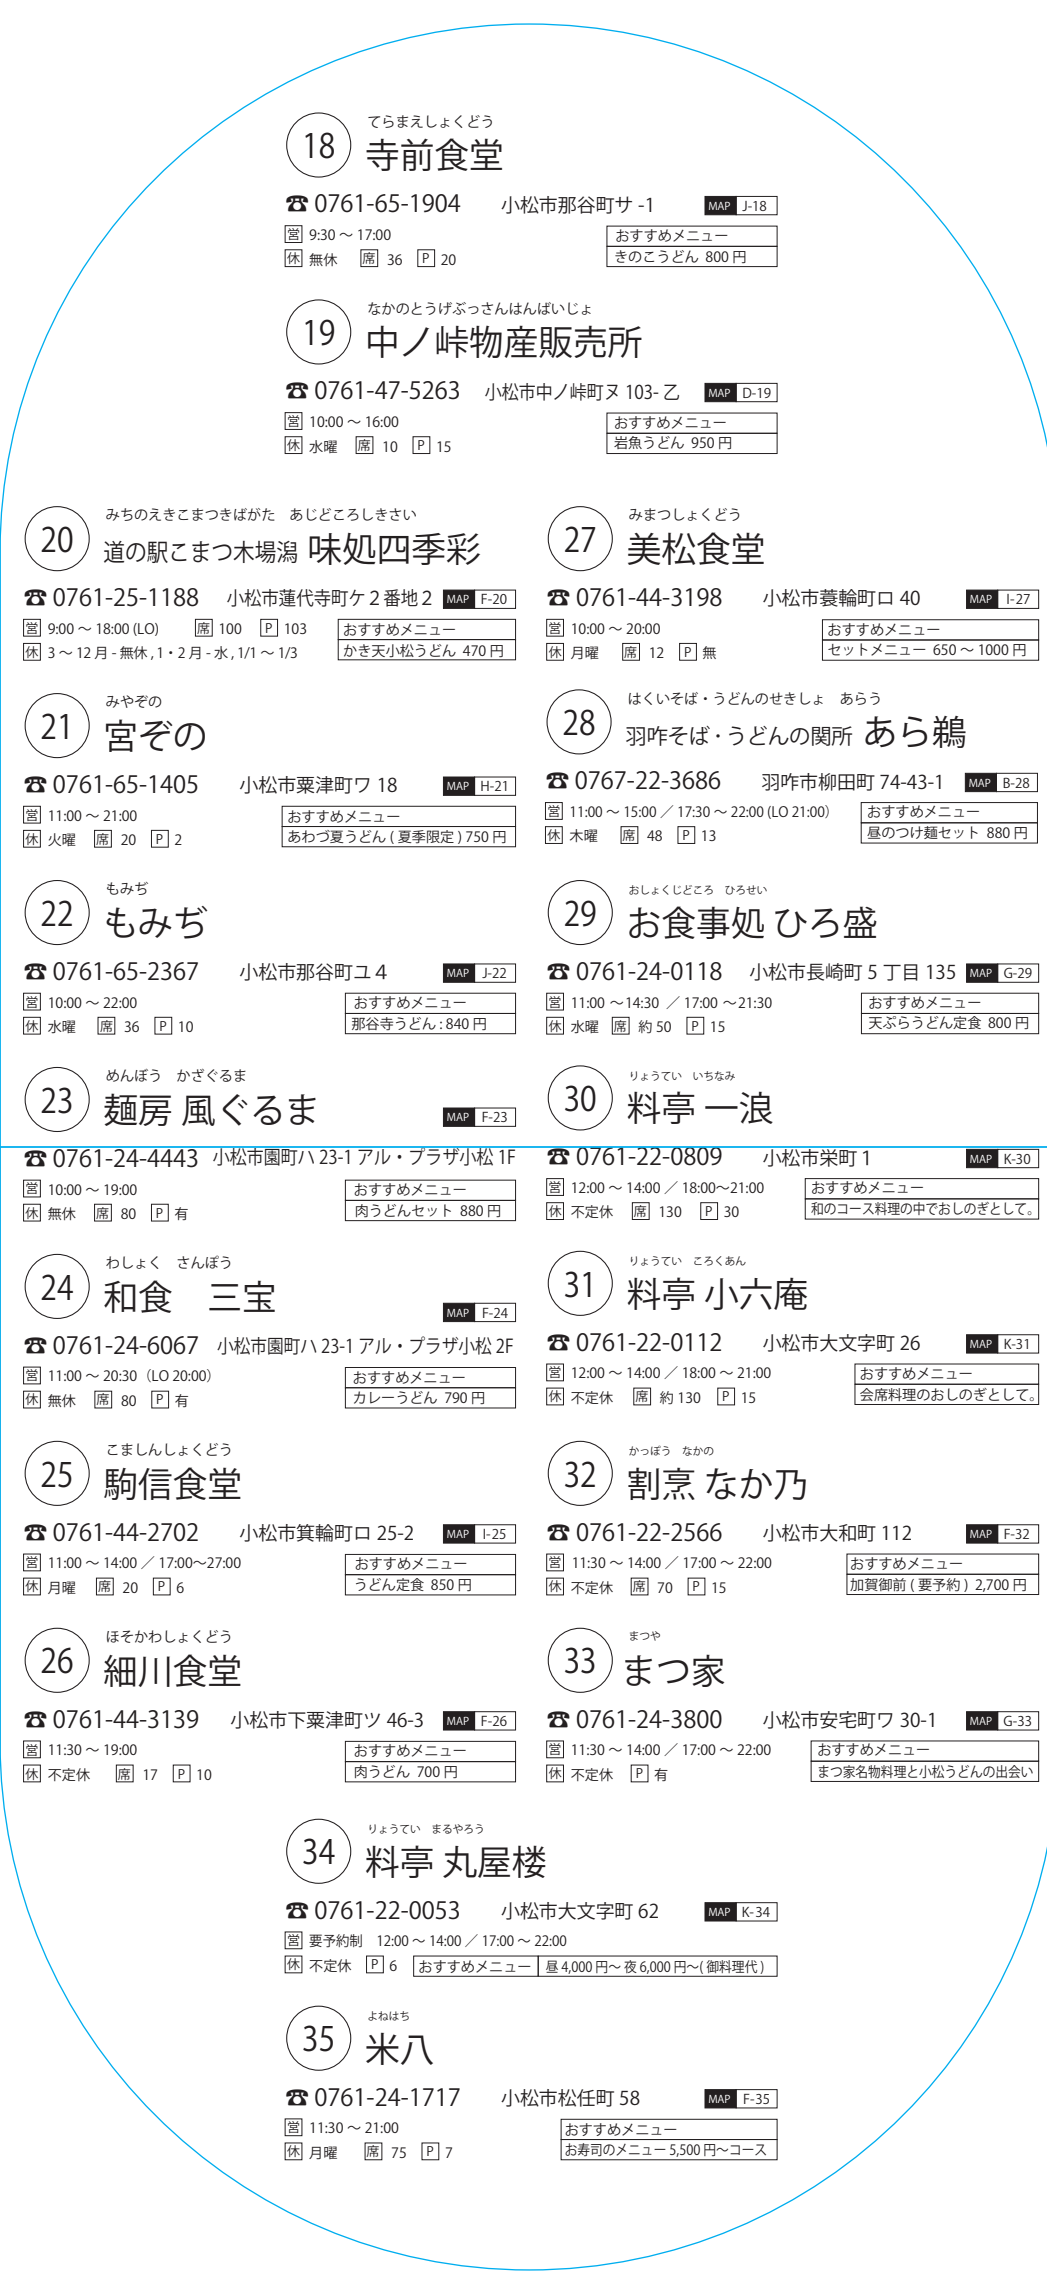 てらまえしょくどう
18 寺前食堂
☎ 0761-65-1904 小松市那谷町サ -1 MAP J-18
営 9:30 ～ 17:00 おすすめメニュー
休 無休 席 36 P 20 きのこうどん 800 円
なかのとうげぶっさんはんばいじょ
19 中ノ峠物産販売所
☎ 0761-47-5263 小松市中ノ峠町ヌ 103- 乙 MAP D-19
営 10:00 ～ 16:00 おすすめメニュー
休 水曜 席 10 P 15 岩魚うどん 950 円
みちのえきこまつきばがた あじどころしきさい
20 道の駅こまつ木場潟 味処四季彩
☎ 0761-25-1188 小松市蓮代寺町ケ 2 番地 2 MAP F-20
営 9:00 ～ 18:00 (LO) 席 100 P 103 おすすめメニュー
休 3 ～ 12 月 - 無休 , 1・2 月 - 水 , 1/1 ～ 1/3 かき天小松うどん 470 円
みやぞの
21 宮ぞの
☎ 0761-65-1405 小松市粟津町ワ 18 MAP H-21
営 11:00 ～ 21:00 おすすめメニュー
休 火曜 席 20 P 2 あわづ夏うどん ( 夏季限定 ) 750 円
もみぢ
22 もみぢ
☎ 0761-65-2367 小松市那谷町ユ 4 MAP J-22
営 10:00 ～ 22:00 おすすめメニュー
休 水曜 席 36 P 10 那谷寺うどん : 840 円
めんぼう かざぐるま
23 麺房 風ぐるま MAP F-23
☎ 0761-24-4443 小松市園町ハ 23-1 アル・プラザ小松 1F
営 10:00 ～ 19:00 おすすめメニュー
休 無休 席 80 P 有 肉うどんセット 880 円
わしょく さんぽう
24 和食 三宝 MAP F-24
☎ 0761-24-6067 小松市園町ハ 23-1 アル・プラザ小松 2F
営 11:00 ～ 20:30（LO 20:00） おすすめメニュー
休 無休 席 80 P 有 カレーうどん 790 円
こましんしょくどう
25 駒信食堂
☎ 0761-44-2702 小松市箕輪町ロ 25-2 MAP I-25
営 11:00 ～ 14:00 ／ 17:00～27:00 おすすめメニュー
休 月曜 席 20 P 6 うどん定食 850 円
ほそかわしょくどう
26 細川食堂
☎ 0761-44-3139 小松市下粟津町ツ 46-3 MAP F-26
営 11:30 ～ 19:00 おすすめメニュー
休 不定休 席 17 P 10 肉うどん 700 円
みまつしょくどう
27 美松食堂
☎ 0761-44-3198 小松市蓑輪町ロ 40 MAP I-27
営 10:00 ～ 20:00 おすすめメニュー
休 月曜 席 12 P 無 セットメニュー 650 ～ 1000 円
はくいそば・うどんのせきしょ あらう
28 羽咋そば・うどんの関所 あら鵜
☎ 0767-22-3686 羽咋市柳田町 74-43-1 MAP B-28
営 11:00 ～ 15:00 ／ 17:30 ～ 22:00 (LO 21:00） おすすめメニュー
休 木曜 席 48 P 13 昼のつけ麺セット 880 円
おしょくじどころ ひろせい
29 お食事処 ひろ盛
☎ 0761-24-0118 小松市長崎町 5 丁目 135 MAP G-29
営 11:00 ～14:30 ／ 17:00 ～21:30 おすすめメニュー
休 水曜 席 約 50 P 15 天ぷらうどん定食 800 円
りょうてい いちなみ
30 料亭 一浪
☎ 0761-22-0809 小松市栄町 1 MAP K-30
営 12:00 ～ 14:00 ／ 18:00～21:00 おすすめメニュー
休 不定休 席 130 P 30 和のコース料理の中でおしのぎとして。
りょうてい ころくあん
31 料亭 小六庵
☎ 0761-22-0112 小松市大文字町 26 MAP K-31
営 12:00 ～ 14:00 ／ 18:00 ～ 21:00 おすすめメニュー
休 不定休 席 約 130 P 15 会席料理のおしのぎとして。
かっぽう なかの
32 割烹 なか乃
☎ 0761-22-2566 小松市大和町 112 MAP F-32
営 11:30 ～ 14:00 ／ 17:00 ～ 22:00 おすすめメニュー
休 不定休 席 70 P 15 加賀御前 ( 要予約 ) 2,700 円
まつや
33 まつ家
☎ 0761-24-3800 小松市安宅町ワ 30-1 MAP G-33
営 11:30 ～ 14:00 ／ 17:00 ～ 22:00 おすすめメニュー
休 不定休 P 有 まつ家名物料理と小松うどんの出会い
りょうてい まるやろう
34 料亭 丸屋楼
☎ 0761-22-0053 小松市大文字町 62 MAP K-34
営 要予約制 12:00 ～ 14:00 ／ 17:00 ～ 22:00
休 不定休 P 6 おすすめメニュー 昼 4,000 円～ 夜 6,000 円～( 御料理代 )
よねはち
35 米八
☎ 0761-24-1717 小松市松任町 58 MAP F-35
営 11:30 ～ 21:00 おすすめメニュー
休 月曜 席 75 P 7 お寿司のメニュー 5,500 円～コース